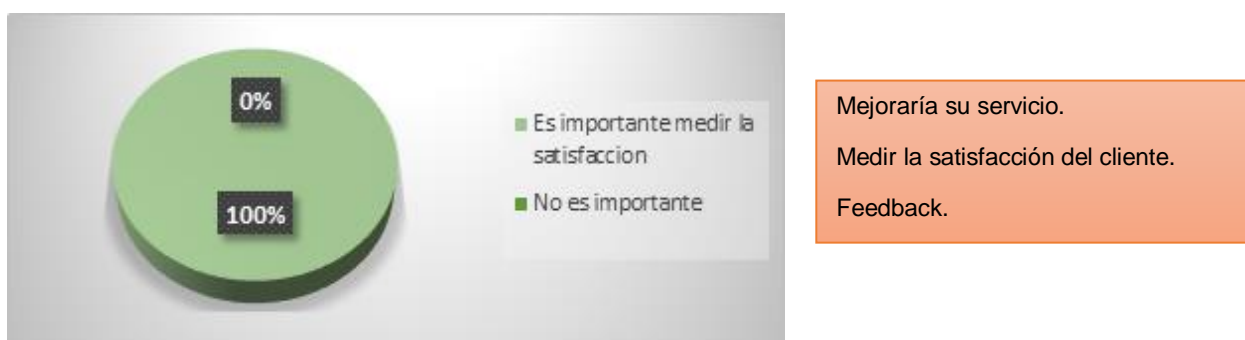 0%
100%
Es importante medir la
satisfaccion
No es importante
Mejoraría su servicio.
Medir la satisfacción del cliente.
Feedback.